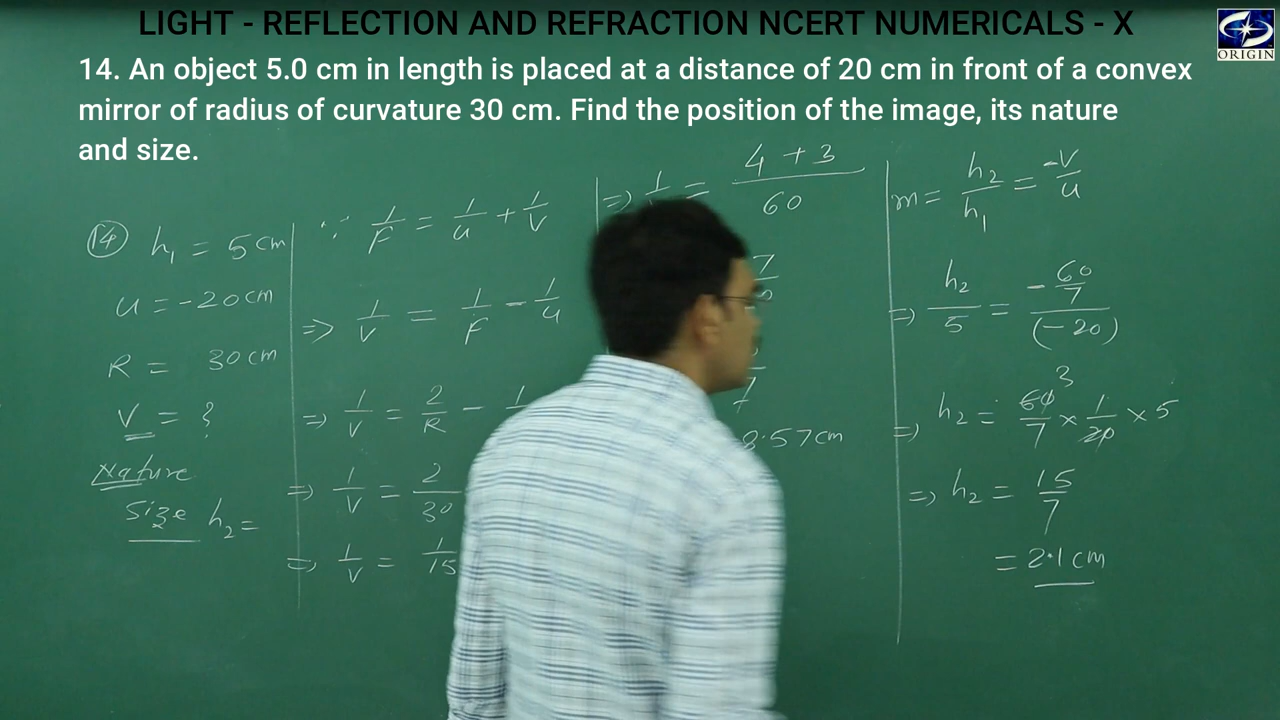 LIGHT - REFLECTION AND REFRACTION NCERT NUMERICALS - X
ORIGIN
14. An object 5.0 cm in length is placed at a distance of 20 cm in front of a convex
mirror of radius of curvature 30 cm. Find the position of the image, its nature
and size.
14 h₁ = 5cm
u = -20cm
R = 30cm
V = ?
Nature
Size h₂ =
∵ 1/F = 1/u + 1/V
=> 1/V = 1/F - 1/u
=> 1/V = 2/R - 1
=> 1/V = 2/30
=> 1/V = 1/15
=> 1 = 4 + 3 / 60
7
7
8.57cm
m = h₂/h₁ = -V/u
=> h₂/5 = - 60/7 / (-20)
=> h₂ = 60/7 × 1/20 × 5
3
=> h₂ = 15/7
= 2.1cm